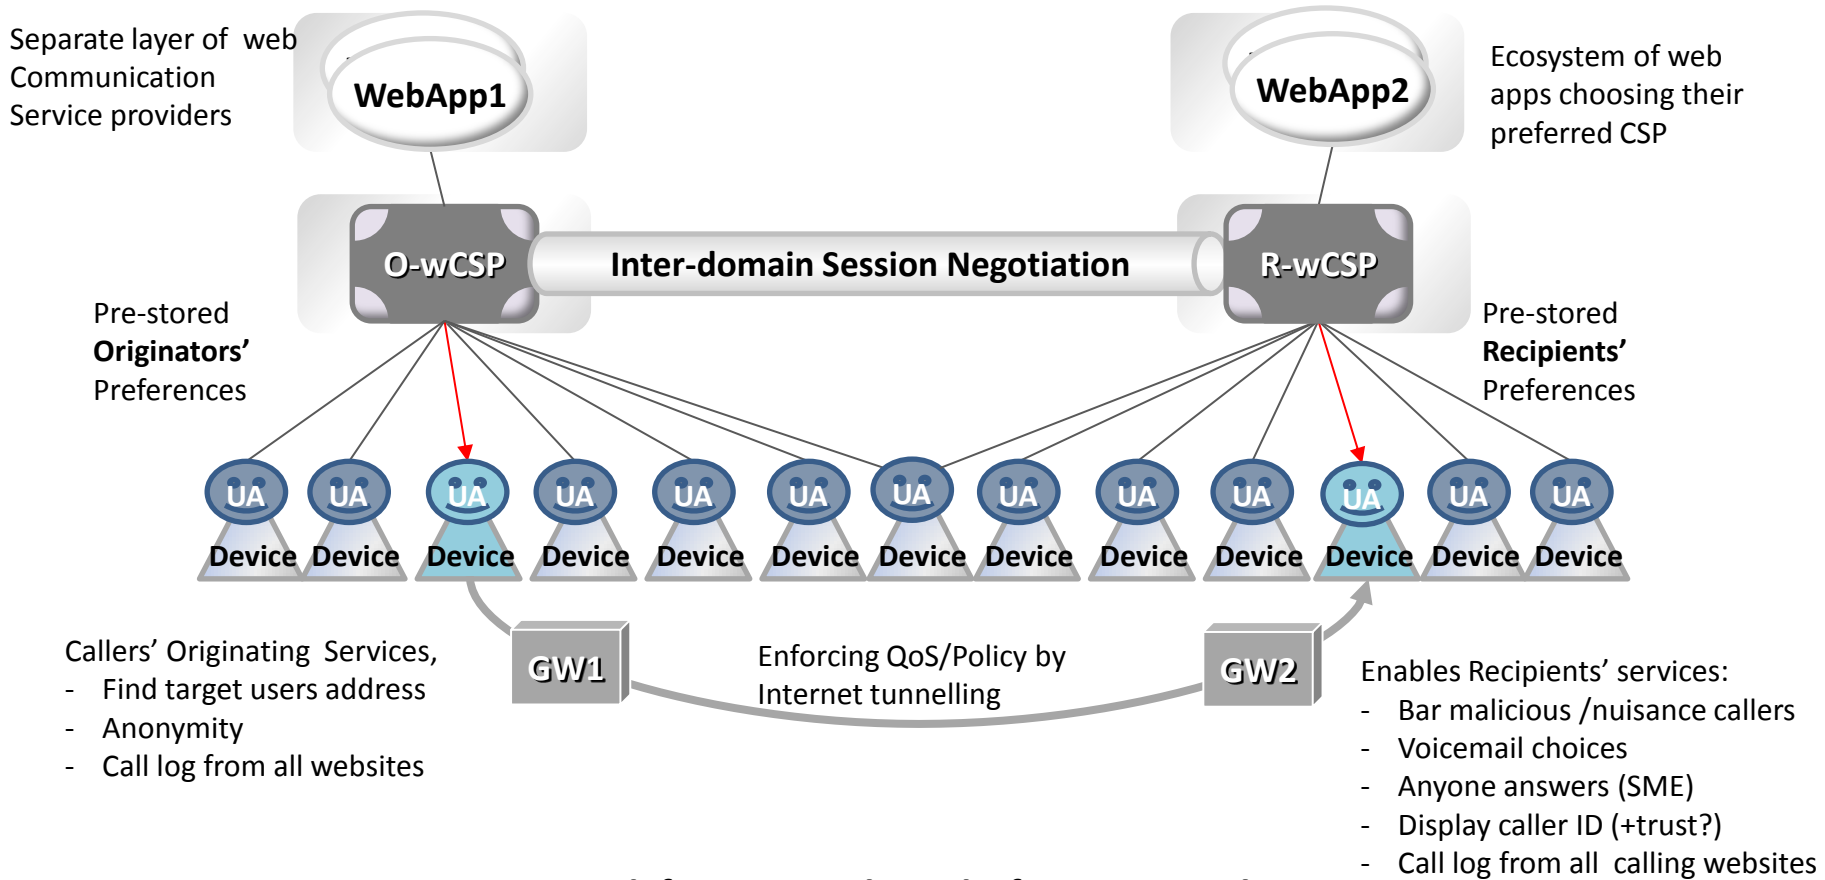 Separate layer of web
Communication
Service providers
WebApp1
WebApp2
Ecosystem of web
apps choosing their
preferred CSP
O-wCSP
Inter-domain Session Negotiation
R-wCSP
Pre-stored
Originators’
Preferences
Pre-stored
Recipients’
Preferences
UA UA UA UA UA UA UA UA UA UA UA UA UA
Device Device Device Device Device Device Device Device Device Device Device Device Device
GW1
Enforcing QoS/Policy by
Internet tunnelling
GW2
Callers’ Originating Services,
- Find target users address
- Anonymity
- Call log from all websites
Enables Recipients’ services:
- Bar malicious /nuisance callers
- Voicemail choices
- Anyone answers (SME)
- Display caller ID (+trust?)
- Call log from all calling websites